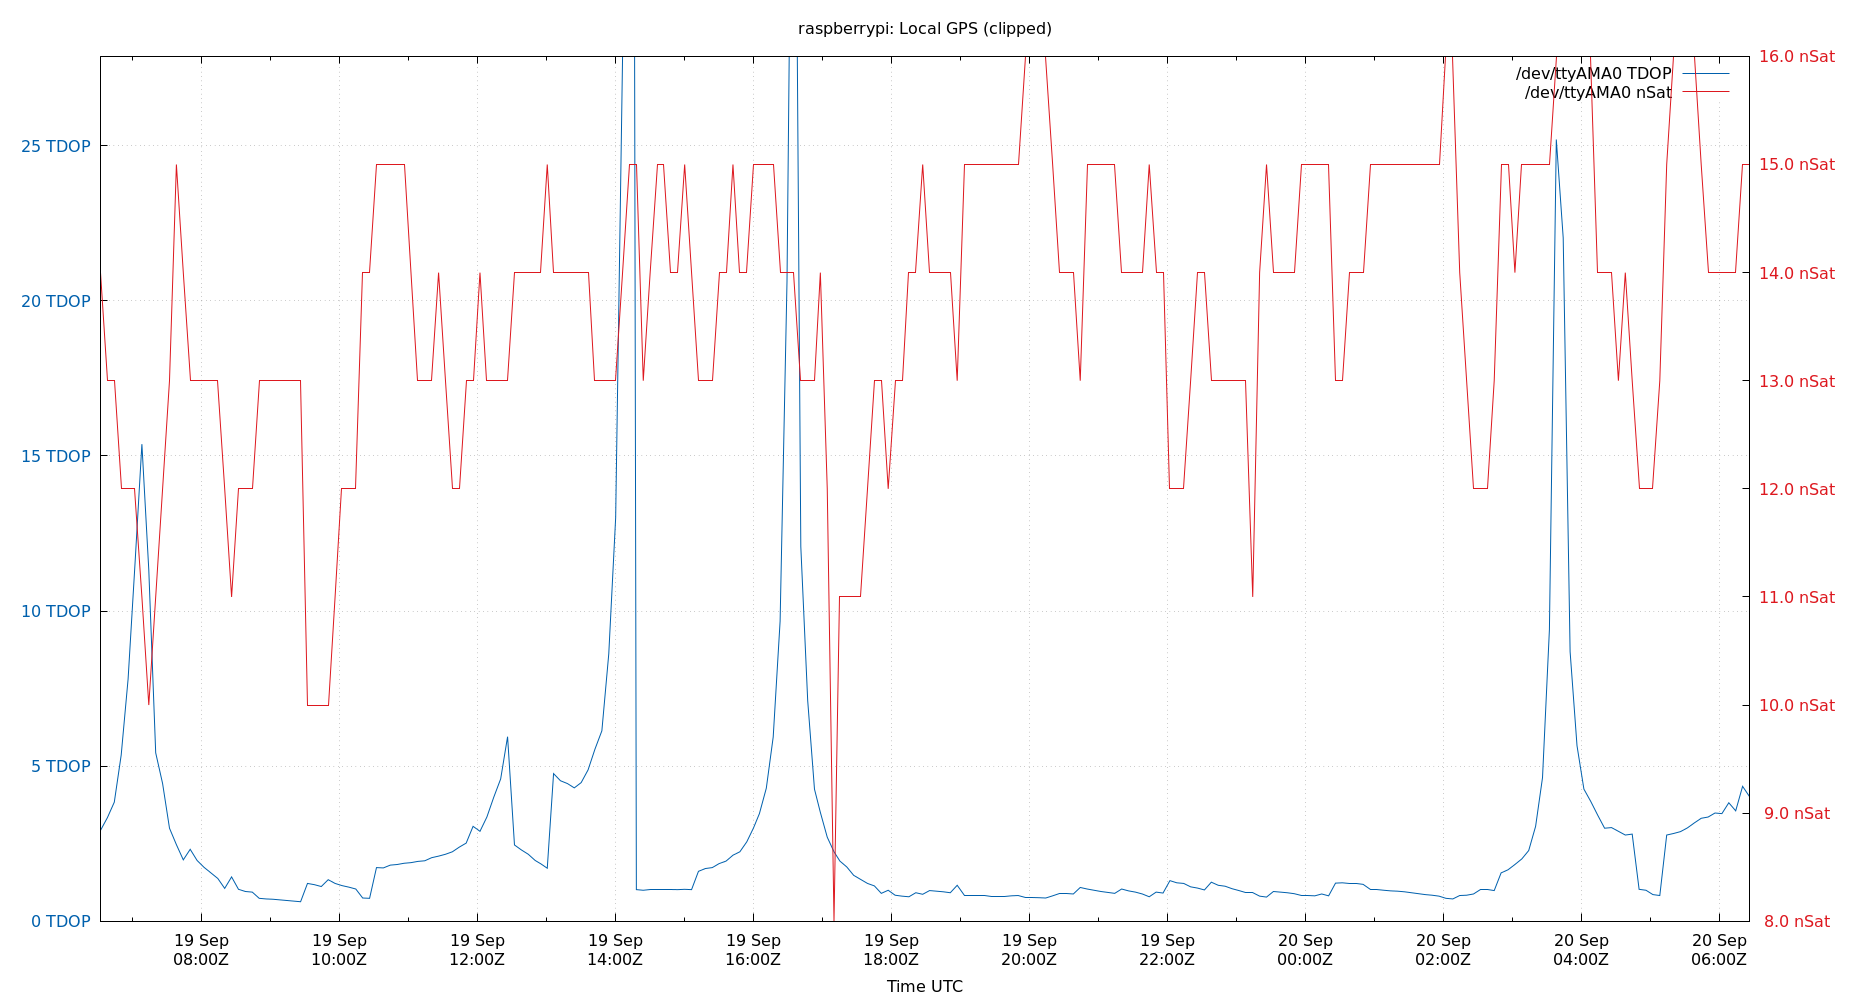 raspberrypi: Local GPS (clipped)
16.0 nSat
/dev/ttyAMA0 TDOP
/dev/ttyAMA0 nSat
25 TDOP
15.0 nSat
14.0 nSat
20 TDOP
13.0 nSat
15 TDOP
12.0 nSat
11.0 nSat
10 TDOP
10.0 nSat
5 TDOP
9.0 nSat
0 TDOP
8.0 nSat
19 Sep 19 Sep 19 Sep 19 Sep 19 Sep 19 Sep 19 Sep 19 Sep 20 Sep 20 Sep 20 Sep 20 Sep
08:00Z 10:00Z 12:00Z 14:00Z 16:00Z 18:00Z 20:00Z 22:00Z 00:00Z 02:00Z 04:00Z 06:00Z
Time UTC